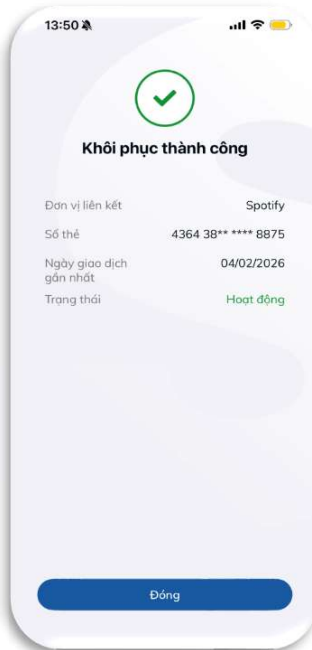 13:50
Khôi phục thành công
Đơn vị liên kết Spotify
Số thẻ 4364 38** **** 8875
Ngày giao dịch gần nhất 04/02/2026
Trạng thái Hoạt động
Đóng